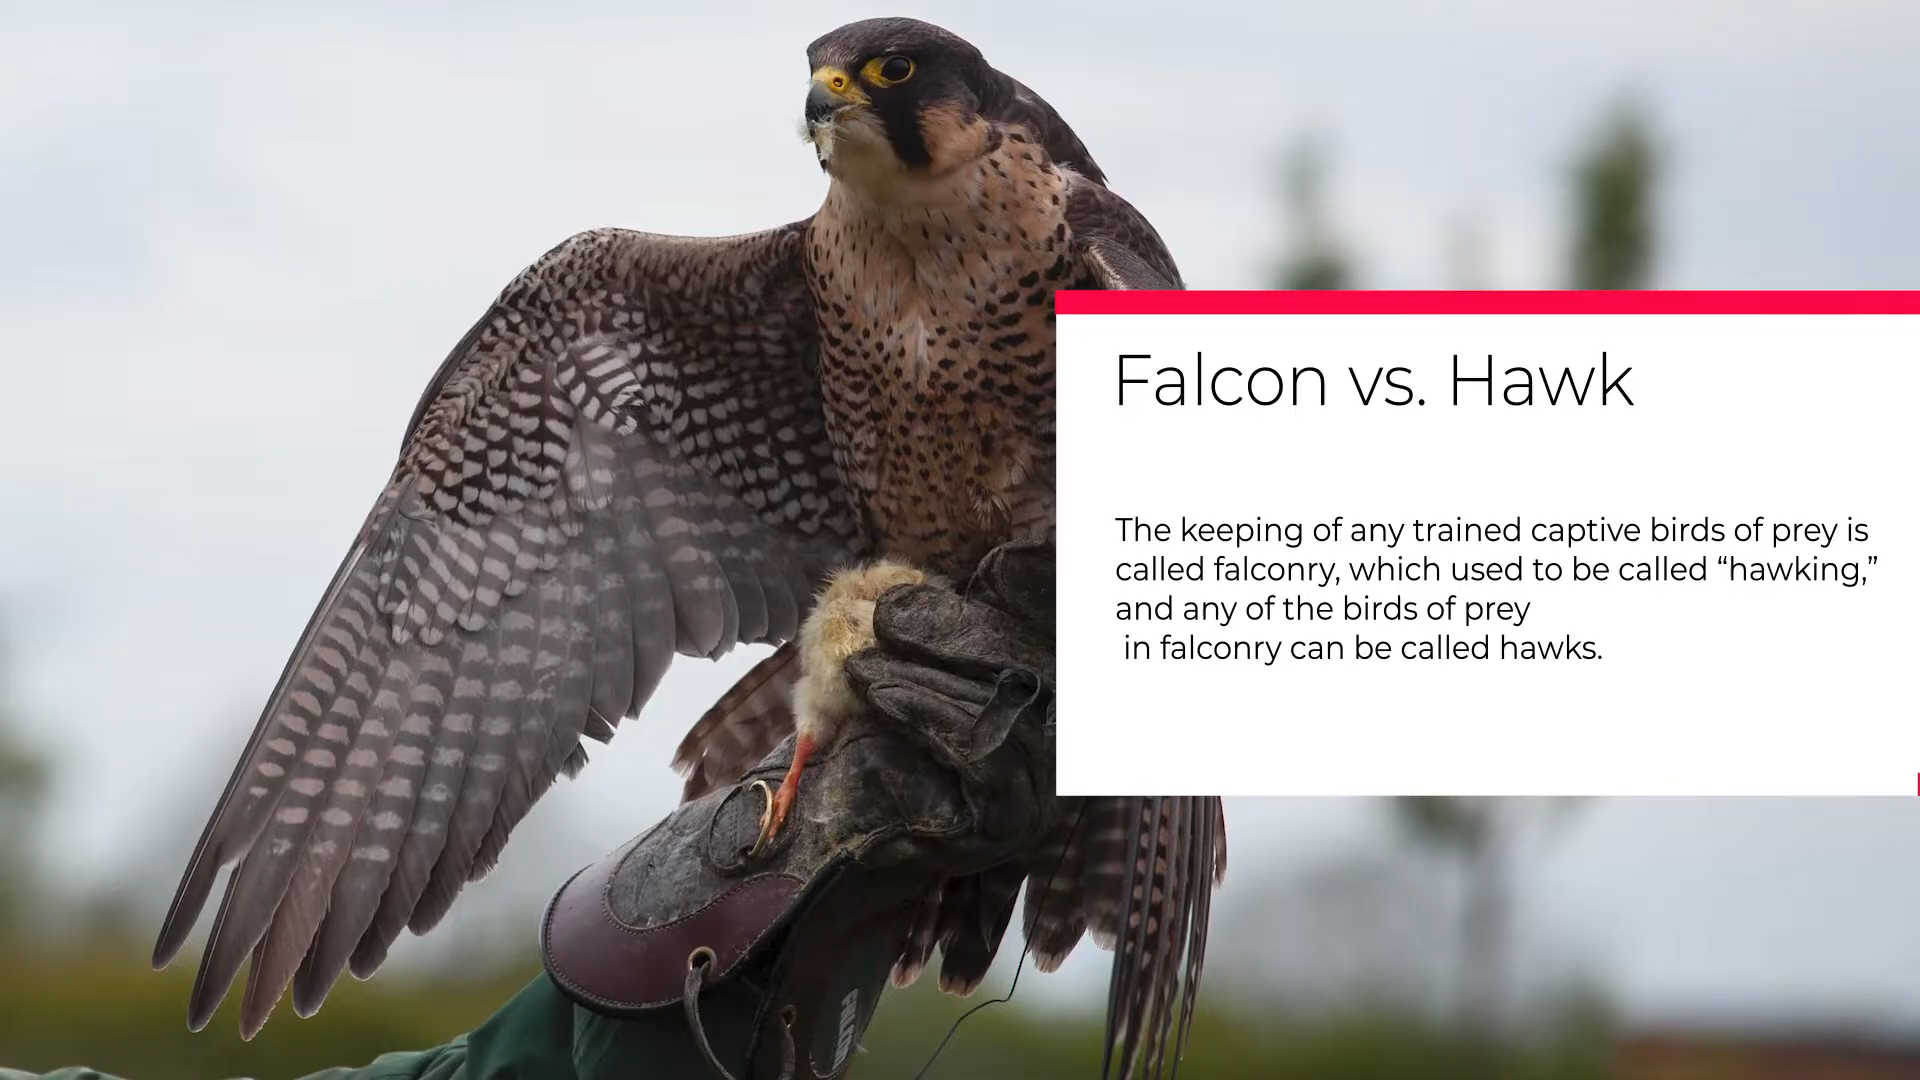 Falcon vs. Hawk
The keeping of any trained captive birds of prey is
called falconry, which used to be called “hawking,”
and any of the birds of prey
in falconry can be called hawks.